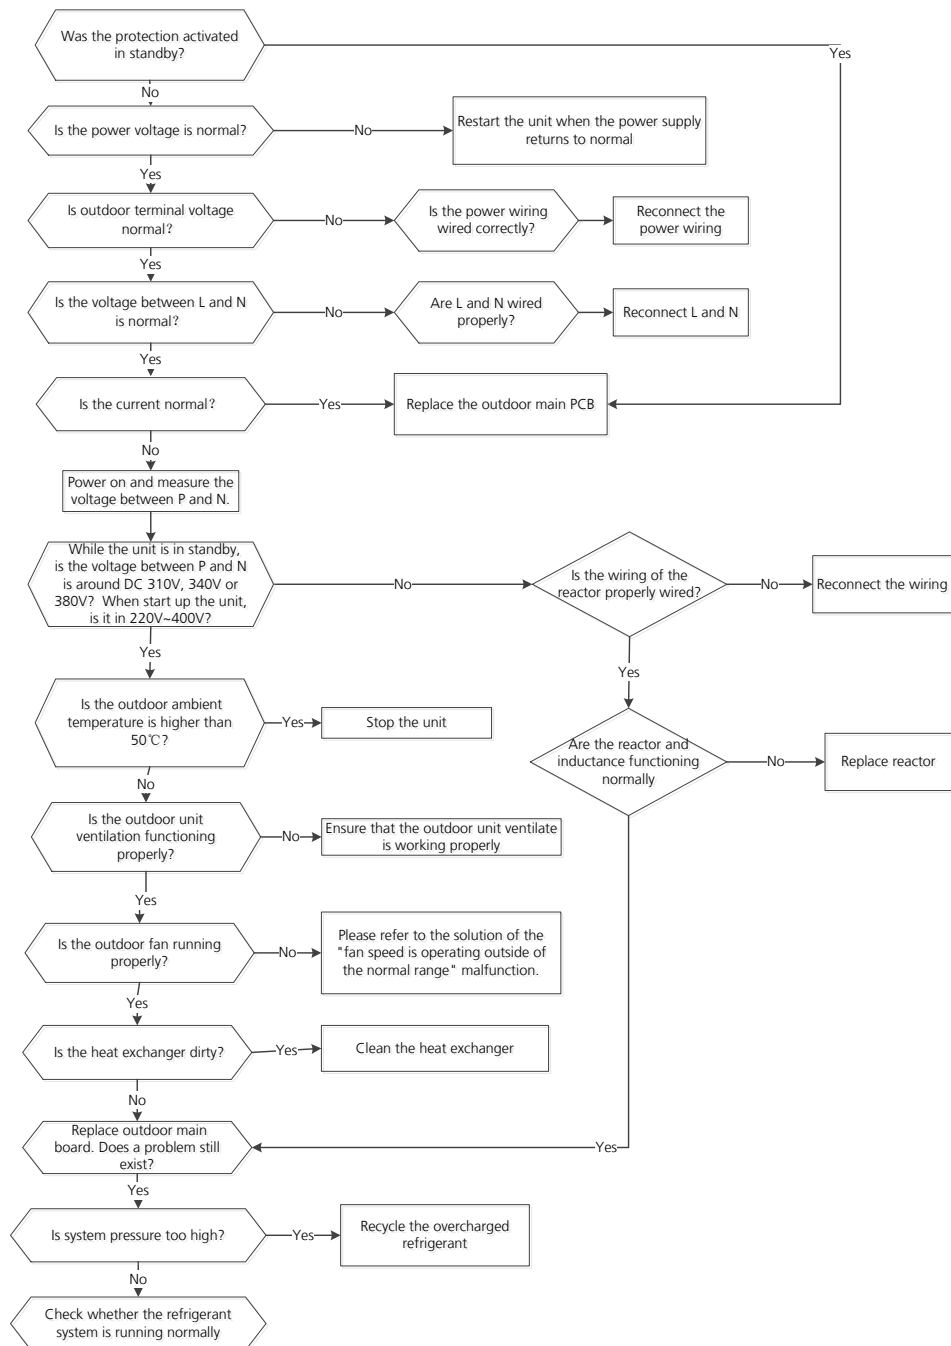 Was the protection activated
in standby?
Yes
No
Is the power voltage is normal?
No
Restart the unit when the power supply
returns to normal
Yes
Is outdoor terminal voltage
normal?
No
Is the power wiring
wired correctly?
Reconnect the
power wiring
Yes
Is the voltage between L and N
is normal?
No
Are L and N wired
properly?
Reconnect L and N
Yes
Is the current normal?
Yes
Replace the outdoor main PCB
No
Power on and measure the
voltage between P and N.
While the unit is in standby,
is the voltage between P and N
is around DC 310V, 340V or
380V? When start up the unit,
is it in 220V~400V?
No
Is the wiring of the
reactor properly wired?
No
Reconnect the wiring
Yes
Yes
Is the outdoor ambient
temperature is higher than
50℃?
Yes
Stop the unit
Are the reactor and
inductance functioning
normally
No
Replace reactor
No
Is the outdoor unit
ventilation functioning
properly?
No
Ensure that the outdoor unit ventilate
is working properly
Yes
Is the outdoor fan running
properly?
No
Please refer to the solution of the
"fan speed is operating outside of
the normal range" malfunction.
Yes
Is the heat exchanger dirty?
Yes
Clean the heat exchanger
No
Replace outdoor main
board. Does a problem still
exist?
Yes
Yes
Is system pressure too high?
Yes
Recycle the overcharged
refrigerant
No
Check whether the refrigerant
system is running normally